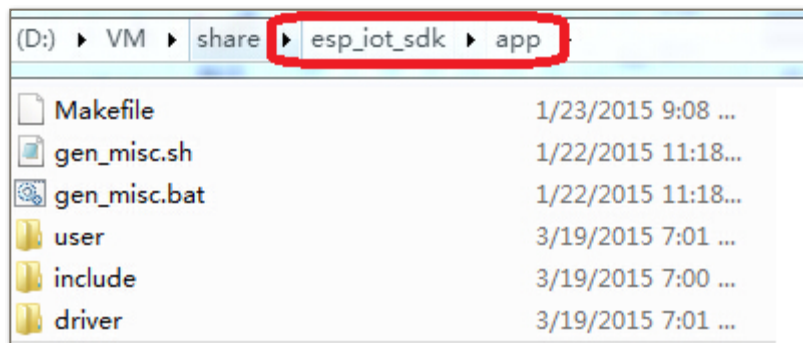 (D:) ▸ VM ▸ share ▸ esp_iot_sdk ▸ app
Makefile 1/23/2015 9:08 ...
gen_misc.sh 1/22/2015 11:18...
gen_misc.bat 1/22/2015 11:18...
user 3/19/2015 7:01 ...
include 3/19/2015 7:00 ...
driver 3/19/2015 7:01 ...